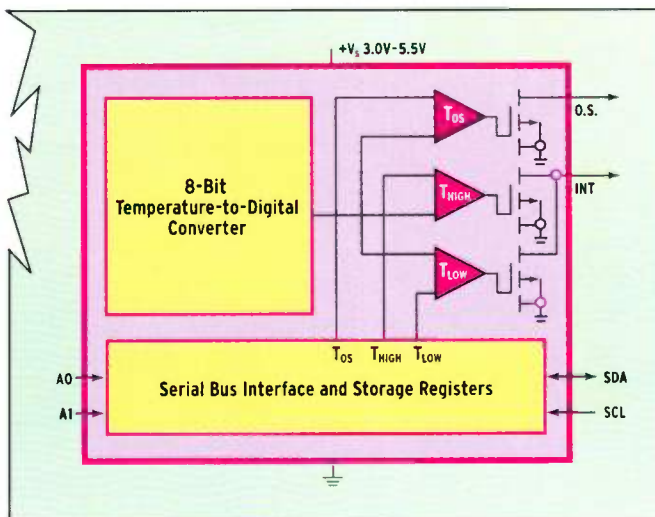 +Vs 3.0V-5.5V
TOS
O.S.
8-Bit
Temperature-to-Digital
Converter
THIGH
INT
TLOW
TOS THIGH TLOW
A0
Serial Bus Interface and Storage Registers
SDA
A1
SCL